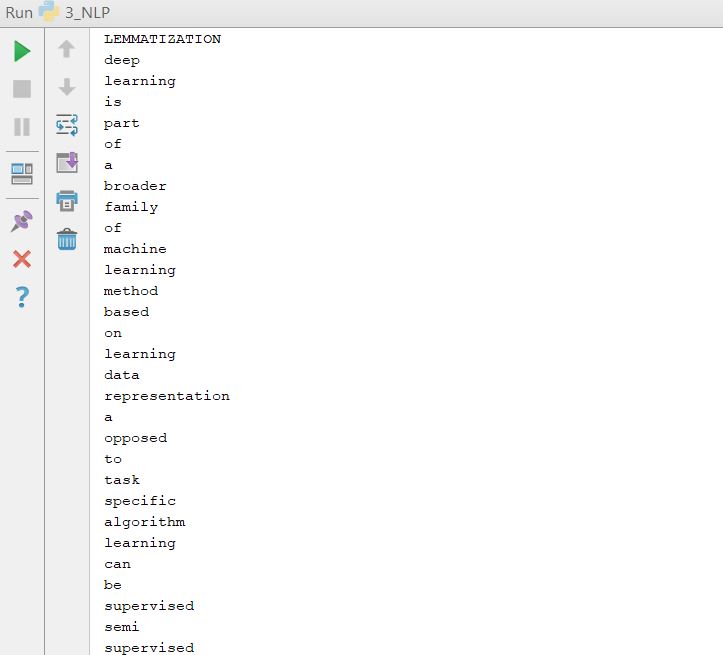 Run 3_NLP
LEMMATIZATION
deep
learning
is
part
of
a
broader
family
of
machine
learning
method
based
on
learning
data
representation
a
opposed
to
task
specific
algorithm
learning
can
be
supervised
semi
supervised